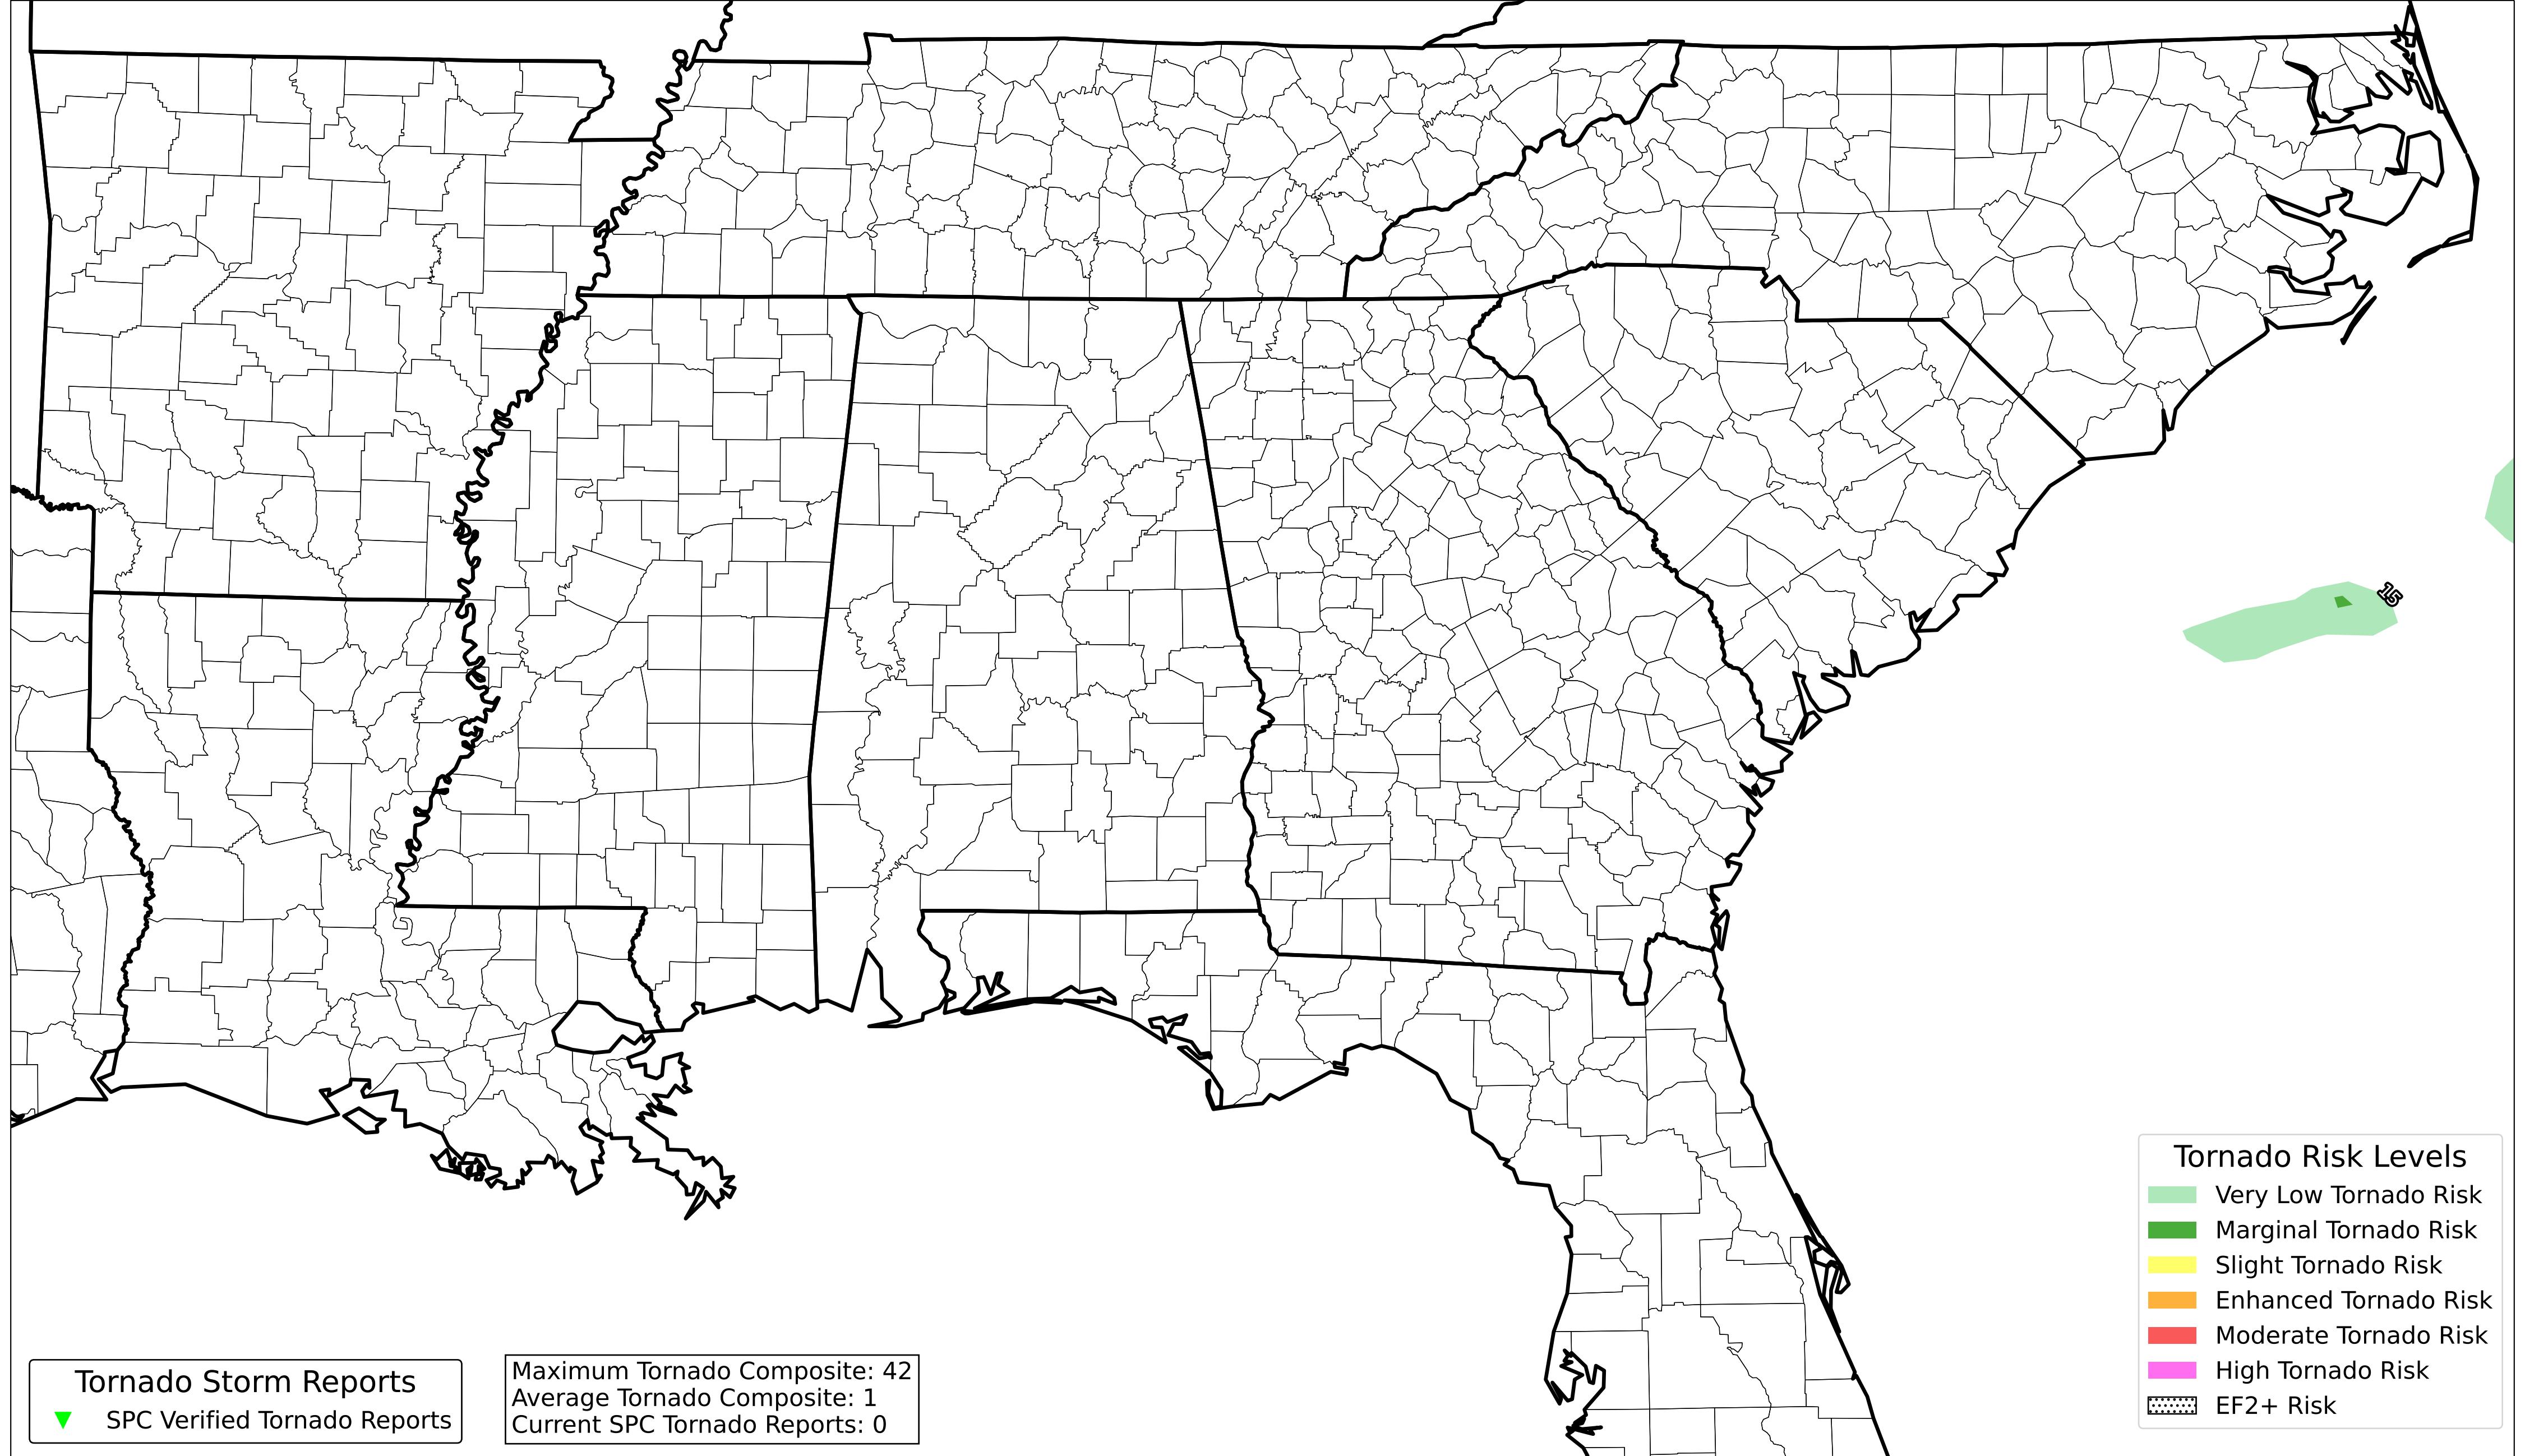 15
Tornado Risk Levels
Very Low Tornado Risk
Marginal Tornado Risk
Slight Tornado Risk
Enhanced Tornado Risk
Moderate Tornado Risk
High Tornado Risk
EF2+ Risk
Tornado Storm Reports
SPC Verified Tornado Reports
Maximum Tornado Composite: 42
Average Tornado Composite: 1
Current SPC Tornado Reports: 0